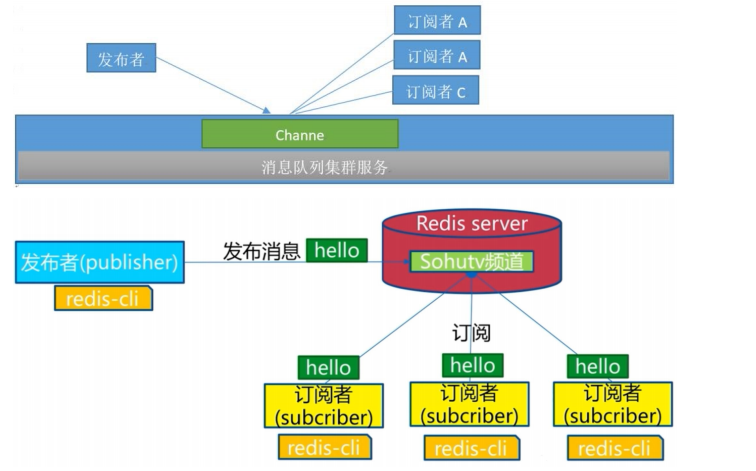 订阅者 A
发布者
订阅者 A
订阅者 C
Channe
消息队列集群服务
Redis server
发布者(publisher)
发布消息 hello
Sohutv频道
redis-cli
订阅
hello
hello
hello
订阅者
(subcriber)
订阅者
(subcriber)
订阅者
(subcriber)
redis-cli
redis-cli
redis-cli